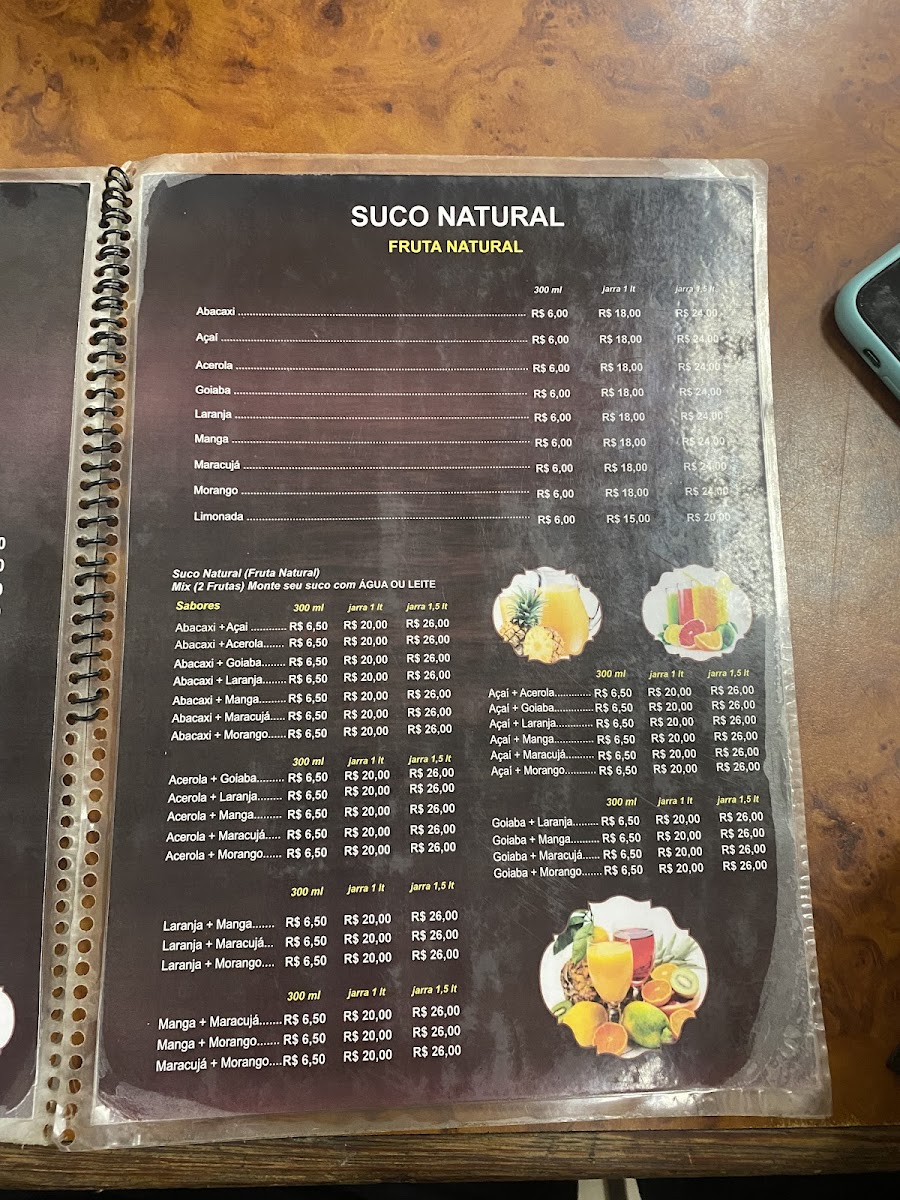 SUCO NATURAL
FRUTA NATURAL
300 ml jarra 1 lt jarra 1,5 lt
Abacaxi ........ R$ 6,00 R$ 18,00 R$ 24,00
Açaí ........ R$ 6,00 R$ 18,00 R$ 24,00
Acerola ........ R$ 6,00 R$ 18,00 R$ 24,00
Goiaba ........ R$ 6,00 R$ 18,00 R$ 24,00
Laranja ........ R$ 6,00 R$ 18,00 R$ 24,00
Manga ........ R$ 6,00 R$ 18,00 R$ 24,00
Maracujá ........ R$ 6,00 R$ 18,00 R$ 24,00
Morango ........ R$ 6,00 R$ 18,00 R$ 24,00
Limonada ........ R$ 6,00 R$ 15,00 R$ 20,00
Suco Natural (Fruta Natural)
Mix (2 Frutas) Monte seu suco com ÁGUA OU LEITE
Sabores 300 ml jarra 1 lt jarra 1,5 lt
Abacaxi +Açaí ............ R$ 6,50 R$ 20,00 R$ 26,00
Abacaxi +Acerola....... R$ 6,50 R$ 20,00 R$ 26,00
Abacaxi + Goiaba........ R$ 6,50 R$ 20,00 R$ 26,00
Abacaxi + Laranja........ R$ 6,50 R$ 20,00 R$ 26,00
Abacaxi + Manga......... R$ 6,50 R$ 20,00 R$ 26,00
Abacaxi + Maracujá..... R$ 6,50 R$ 20,00 R$ 26,00
Abacaxi + Morango...... R$ 6,50 R$ 20,00 R$ 26,00
300 ml jarra 1 lt jarra 1,5 lt
Acerola + Goiaba......... R$ 6,50 R$ 20,00 R$ 26,00
Acerola + Laranja........ R$ 6,50 R$ 20,00 R$ 26,00
Acerola + Manga......... R$ 6,50 R$ 20,00 R$ 26,00
Acerola + Maracujá..... R$ 6,50 R$ 20,00 R$ 26,00
Acerola + Morango...... R$ 6,50 R$ 20,00 R$ 26,00
300 ml jarra 1 lt jarra 1,5 lt
Laranja + Manga....... R$ 6,50 R$ 20,00 R$ 26,00
Laranja + Maracujá... R$ 6,50 R$ 20,00 R$ 26,00
Laranja + Morango.... R$ 6,50 R$ 20,00 R$ 26,00
300 ml jarra 1 lt jarra 1,5 lt
Manga + Maracujá.......R$ 6,50 R$ 20,00 R$ 26,00
Manga + Morango....... R$ 6,50 R$ 20,00 R$ 26,00
Maracujá + Morango....R$ 6,50 R$ 20,00 R$ 26,00
300 ml jarra 1 lt jarra 1,5 lt
Açaí + Acerola............ R$ 6,50 R$ 20,00 R$ 26,00
Açaí + Goiaba.............R$ 6,50 R$ 20,00 R$ 26,00
Açaí + Laranja............ R$ 6,50 R$ 20,00 R$ 26,00
Açaí + Manga............. R$ 6,50 R$ 20,00 R$ 26,00
Açaí + Maracujá......... R$ 6,50 R$ 20,00 R$ 26,00
Açaí + Morango.......... R$ 6,50 R$ 20,00 R$ 26,00
300 ml jarra 1 lt jarra 1,5 lt
Goiaba + Laranja......... R$ 6,50 R$ 20,00 R$ 26,00
Goiaba + Manga..........R$ 6,50 R$ 20,00 R$ 26,00
Goiaba + Maracujá...... R$ 6,50 R$ 20,00 R$ 26,00
Goiaba + Morango.......R$ 6,50 R$ 20,00 R$ 26,00